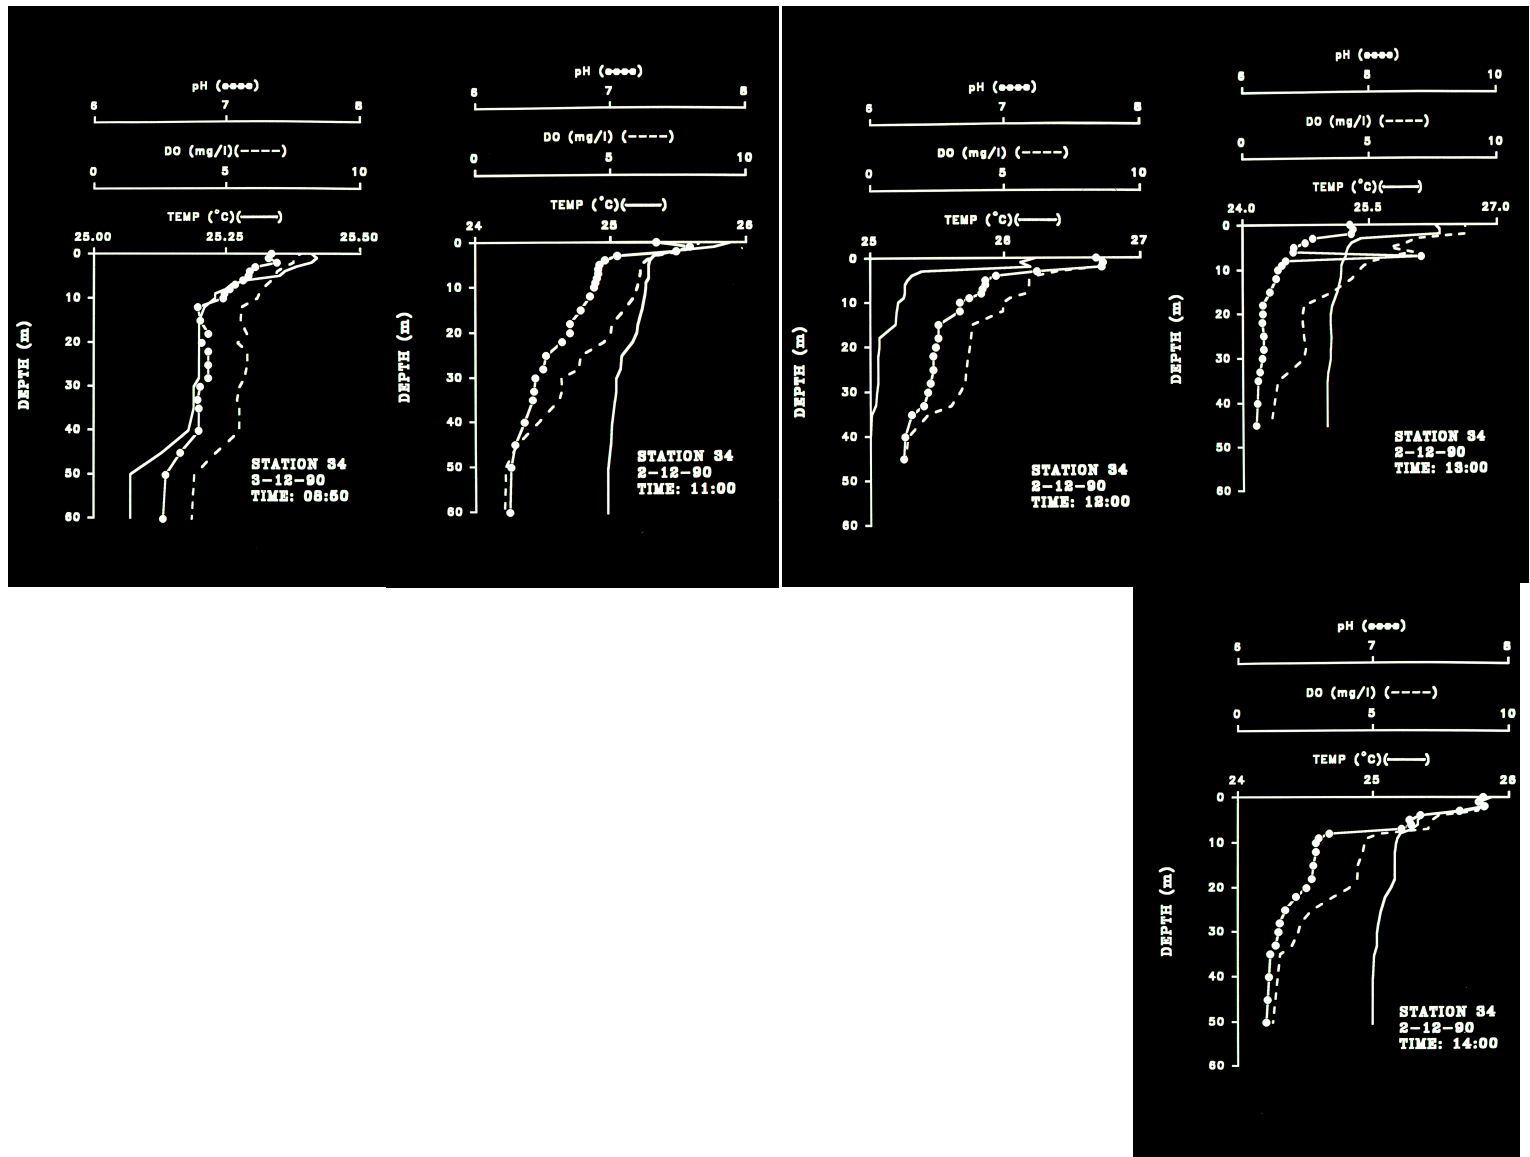 pH (●●●●)
6 7 8
DO (mg/l)(----)
0 5 10
TEMP (°C)(——)
25.00 25.25 25.50
0
10
20
30
40
50
60
DEPTH (m)
STATION 34
3-12-90
TIME: 08:50
pH (●●●●)
6 7 8
DO (mg/l) (----)
0 5 10
TEMP (°C)(——)
24 25 26
0
10
20
30
40
50
60
DEPTH (m)
STATION 34
2-12-90
TIME: 11:00
pH (●●●●)
6 7 8
DO (mg/l) (----)
0 5 10
TEMP (°C)(——)
25 26 27
0
10
20
30
40
50
60
DEPTH (m)
STATION 34
2-12-90
TIME: 12:00
pH (●●●●)
6 8 10
DO (mg/l) (----)
0 5 10
TEMP (°C)(——)
24.0 25.5 27.0
0
10
20
30
40
50
60
DEPTH (m)
STATION 34
2-12-90
TIME: 13:00
pH (●●●●)
6 7 8
DO (mg/l) (----)
0 5 10
TEMP (°C)(——)
24 25 26
0
10
20
30
40
50
60
DEPTH (m)
STATION 34
2-12-90
TIME: 14:00